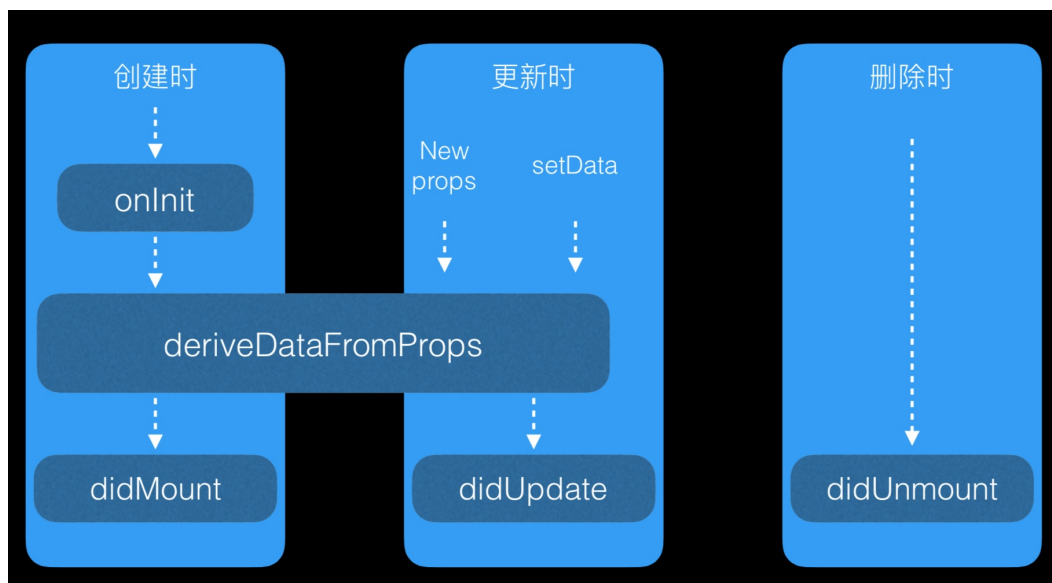 创建时
onInit
更新时
New
props
setData
deriveDataFromProps
didMount
didUpdate
删除时
didUnmount